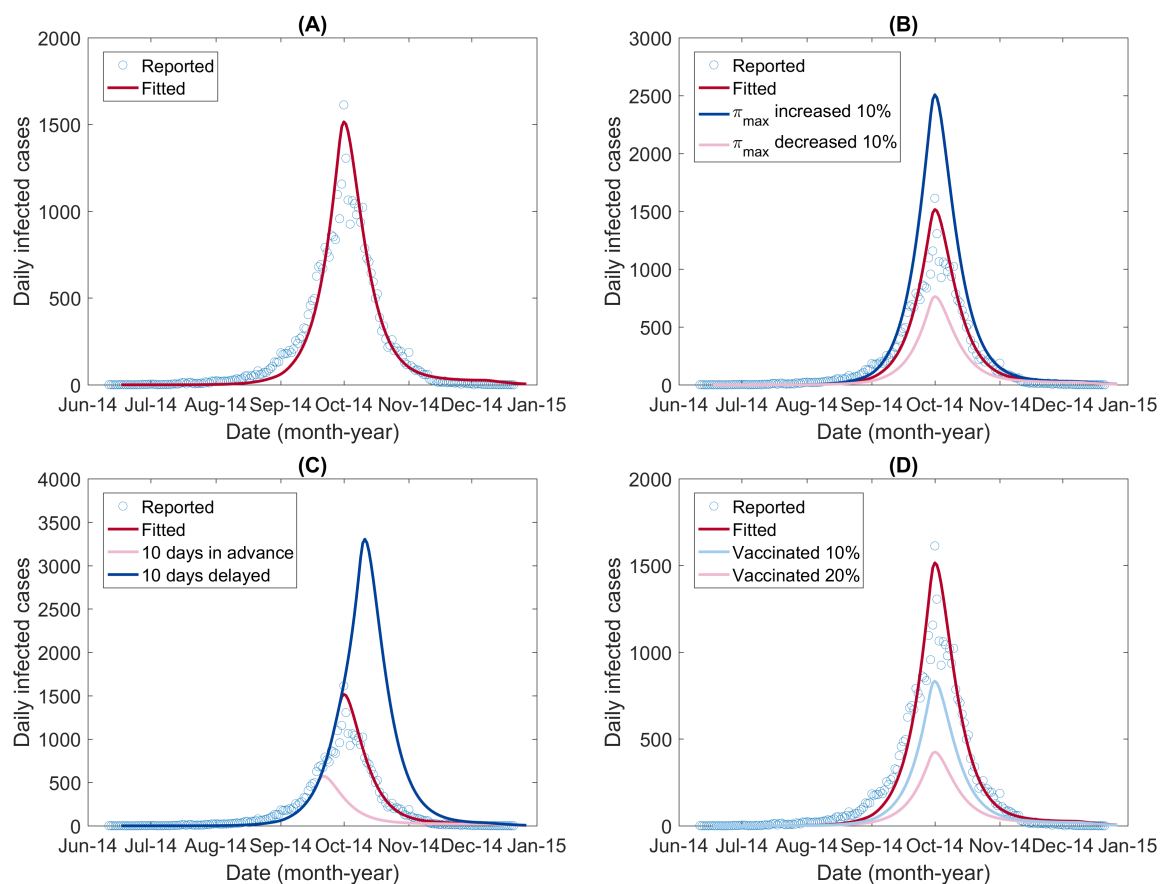 (A)
2000
1500
1000
500
0
Daily infected cases
Reported
Fitted
Jun-14 Jul-14 Aug-14 Sep-14 Oct-14 Nov-14 Dec-14 Jan-15
Date (month-year)
(B)
3000
2500
2000
1500
1000
500
0
Daily infected cases
Reported
Fitted
π_max increased 10%
π_max decreased 10%
Jun-14 Jul-14 Aug-14 Sep-14 Oct-14 Nov-14 Dec-14 Jan-15
Date (month-year)
(C)
4000
3500
3000
2500
2000
1500
1000
500
0
Daily infected cases
Reported
Fitted
10 days in advance
10 days delayed
Jun-14 Jul-14 Aug-14 Sep-14 Oct-14 Nov-14 Dec-14 Jan-15
Date (month-year)
(D)
2000
1500
1000
500
0
Daily infected cases
Reported
Fitted
Vaccinated 10%
Vaccinated 20%
Jun-14 Jul-14 Aug-14 Sep-14 Oct-14 Nov-14 Dec-14 Jan-15
Date (month-year)